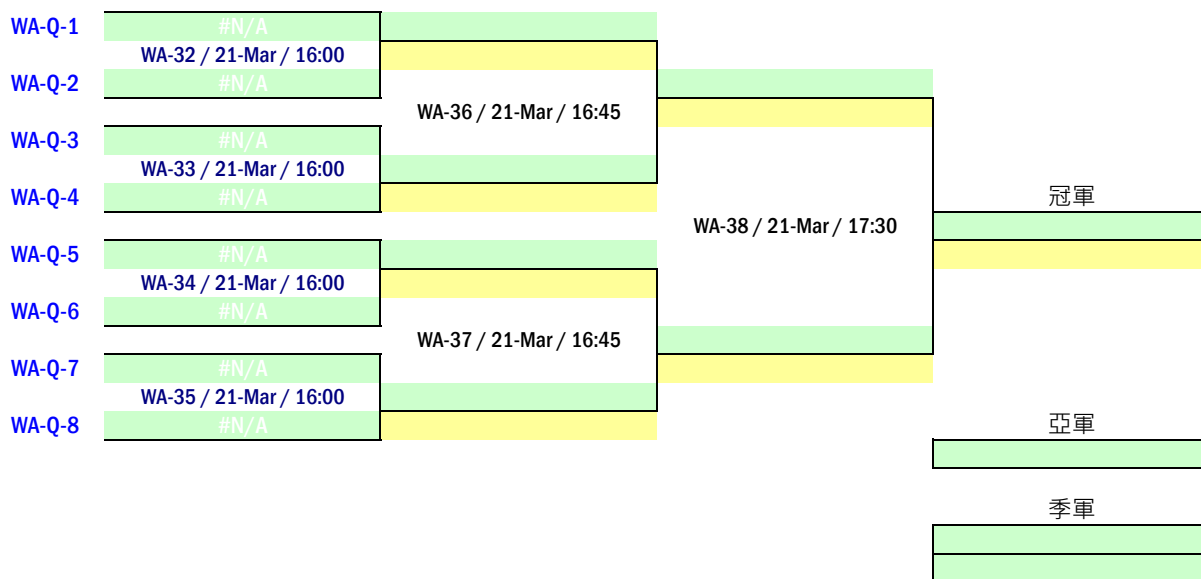 WA-Q-1 #N/A
WA-32 / 21-Mar / 16:00
WA-Q-2 #N/A
WA-36 / 21-Mar / 16:45
WA-Q-3 #N/A
WA-33 / 21-Mar / 16:00
WA-Q-4 #N/A
冠軍
WA-38 / 21-Mar / 17:30
WA-Q-5 #N/A
WA-34 / 21-Mar / 16:00
WA-Q-6 #N/A
WA-37 / 21-Mar / 16:45
WA-Q-7 #N/A
WA-35 / 21-Mar / 16:00
WA-Q-8 #N/A
亞軍
季軍